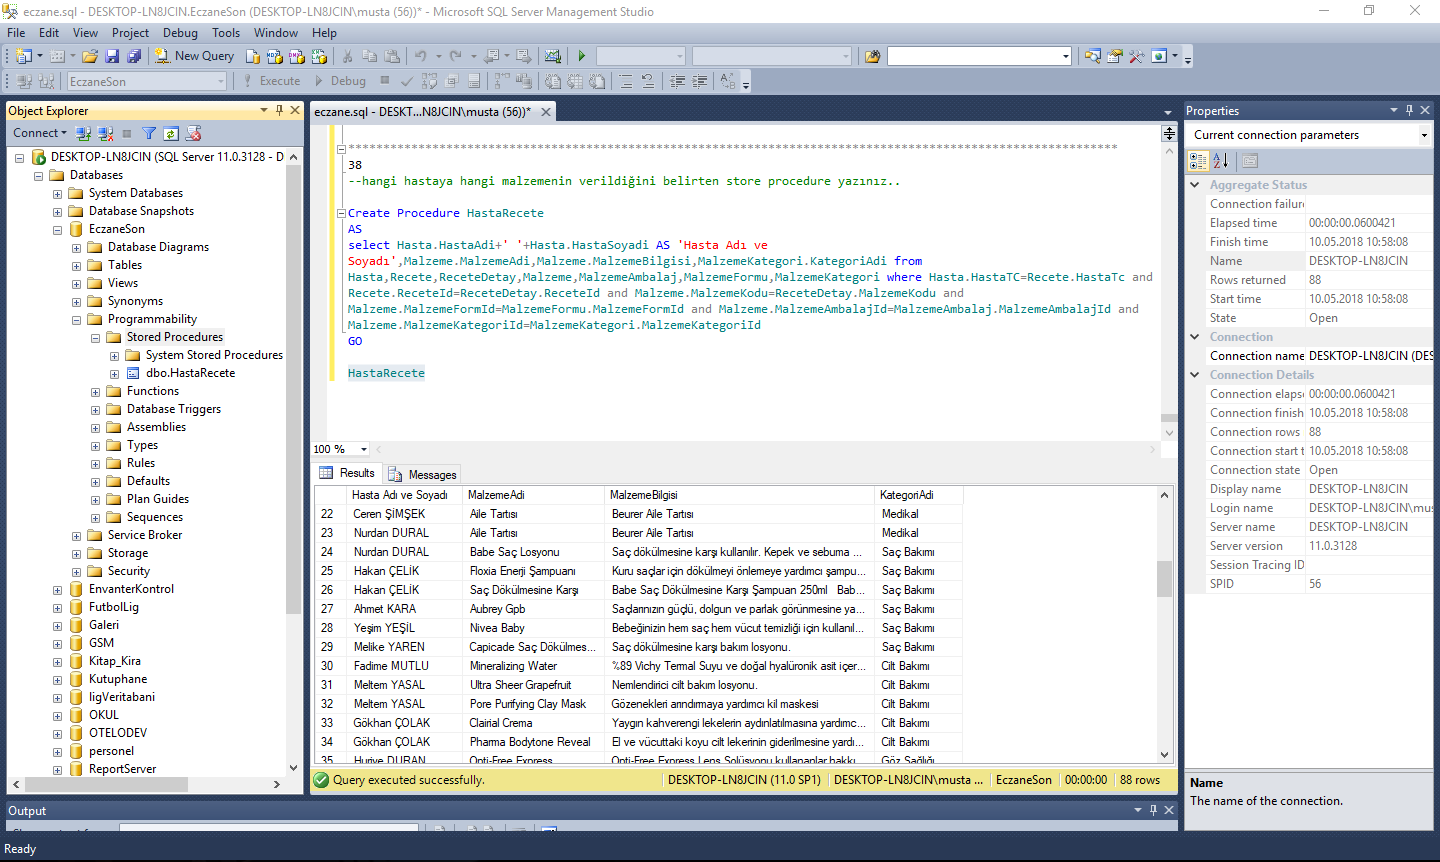 eczane.sql - DESKTOP-LN8JCIN.EczaneSon (DESKTOP-LN8JCIN\musta (56))* - Microsoft SQL Server Management Studio
File Edit View Project Debug Tools Window Help
New Query
EczaneSon Execute Debug
Object Explorer
Connect
DESKTOP-LN8JCIN (SQL Server 11.0.3128 - D
Databases
System Databases
Database Snapshots
EczaneSon
Database Diagrams
Tables
Views
Synonyms
Programmability
Stored Procedures
System Stored Procedures
dbo.HastaRecete
Functions
Database Triggers
Assemblies
Types
Rules
Defaults
Plan Guides
Sequences
Service Broker
Storage
Security
EnvanterKontrol
FutbolLig
Galeri
GSM
Kitap_Kira
Kutuphane
ligVeritabani
OKUL
OTELODEV
personel
ReportServer
eczane.sql - DESKT...N8JCIN\musta (56))*
38
--hangi hastaya hangi malzemenin verildiğini belirten store procedure yazınız..
Create Procedure HastaRecete
AS
select Hasta.HastaAdi+' '+Hasta.HastaSoyadi AS 'Hasta Adı ve
Soyadı',Malzeme.MalzemeAdi,Malzeme.MalzemeBilgisi,MalzemeKategori.KategoriAdi from
Hasta,Recete,ReceteDetay,Malzeme,MalzemeAmbalaj,MalzemeFormu,MalzemeKategori where Hasta.HastaTC=Recete.HastaTc and
Recete.ReceteId=ReceteDetay.ReceteId and Malzeme.MalzemeKodu=ReceteDetay.MalzemeKodu and
Malzeme.MalzemeFormId=MalzemeFormu.MalzemeFormId and Malzeme.MalzemeAmbalajId=MalzemeAmbalaj.MalzemeAmbalajId and
Malzeme.MalzemeKategoriId=MalzemeKategori.MalzemeKategoriId
GO
HastaRecete
100 %
Results Messages
Hasta Adı ve Soyadı MalzemeAdi MalzemeBilgisi KategoriAdi
22 Ceren ŞİMŞEK Aile Tartısı Beurer Aile Tartısı Medikal
23 Nurdan DURAL Aile Tartısı Beurer Aile Tartısı Medikal
24 Nurdan DURAL Babe Saç Losyonu Saç dökülmesine karşı kullanılır. Kepek ve sebuma ... Saç Bakımı
25 Hakan ÇELİK Floxia Enerji Şampuanı Kuru saçlar için dökülmeyi önlemeye yardımcı şampu... Saç Bakımı
26 Hakan ÇELİK Saç Dökülmesine Karşı Babe Saç Dökülmesine Karşı Şampuan 250ml Bab... Saç Bakımı
27 Ahmet KARA Aubrey Gpb Saçlarınızın güçlü, dolgun ve parlak görünmesine ya... Saç Bakımı
28 Yeşim YEŞİL Nivea Baby Bebeğinizin hem saç hem vücut temizliği için kullanıl... Saç Bakımı
29 Melike YAREN Capicade Saç Dökülmes... Saç dökülmesine karşı bakım losyonu. Saç Bakımı
30 Fadime MUTLU Mineralizing Water %89 Vichy Termal Suyu ve doğal hyalüronik asit içer... Cilt Bakımı
31 Meltem YASAL Ultra Sheer Grapefruit Nemlendirici cilt bakım losyonu. Cilt Bakımı
32 Meltem YASAL Pore Purifying Clay Mask Gözenekleri arındırmaya yardımcı kil maskesi Cilt Bakımı
33 Gökhan ÇOLAK Clairial Crema Yaygın kahverengi lekelerin aydınlatılmasına yardımc... Cilt Bakımı
34 Gökhan ÇOLAK Pharma Bodytone Reveal El ve vücuttaki koyu cilt lekerinin giderilmesine yardı... Cilt Bakımı
35 Huriye DURAN Opti-Free Express Opti-Free Express Lens Solüsyonu kullananlar hakkı... Göz Sağlığı
Query executed successfully. DESKTOP-LN8JCIN (11.0 SP1) DESKTOP-LN8JCIN\musta ... EczaneSon 00:00:00 88 rows
Properties
Current connection parameters
Aggregate Status
Connection failure
Elapsed time 00:00:00.0600421
Finish time 10.05.2018 10:58:08
Name DESKTOP-LN8JCIN
Rows returned 88
Start time 10.05.2018 10:58:08
State Open
Connection
Connection name DESKTOP-LN8JCIN (DES
Connection Details
Connection elaps 00:00:00.0600421
Connection finish 10.05.2018 10:58:08
Connection rows 88
Connection start t 10.05.2018 10:58:08
Connection state Open
Display name DESKTOP-LN8JCIN
Login name DESKTOP-LN8JCIN\mus
Server name DESKTOP-LN8JCIN
Server version 11.0.3128
Session Tracing ID
SPID 56
Name
The name of the connection.
Output
Ready